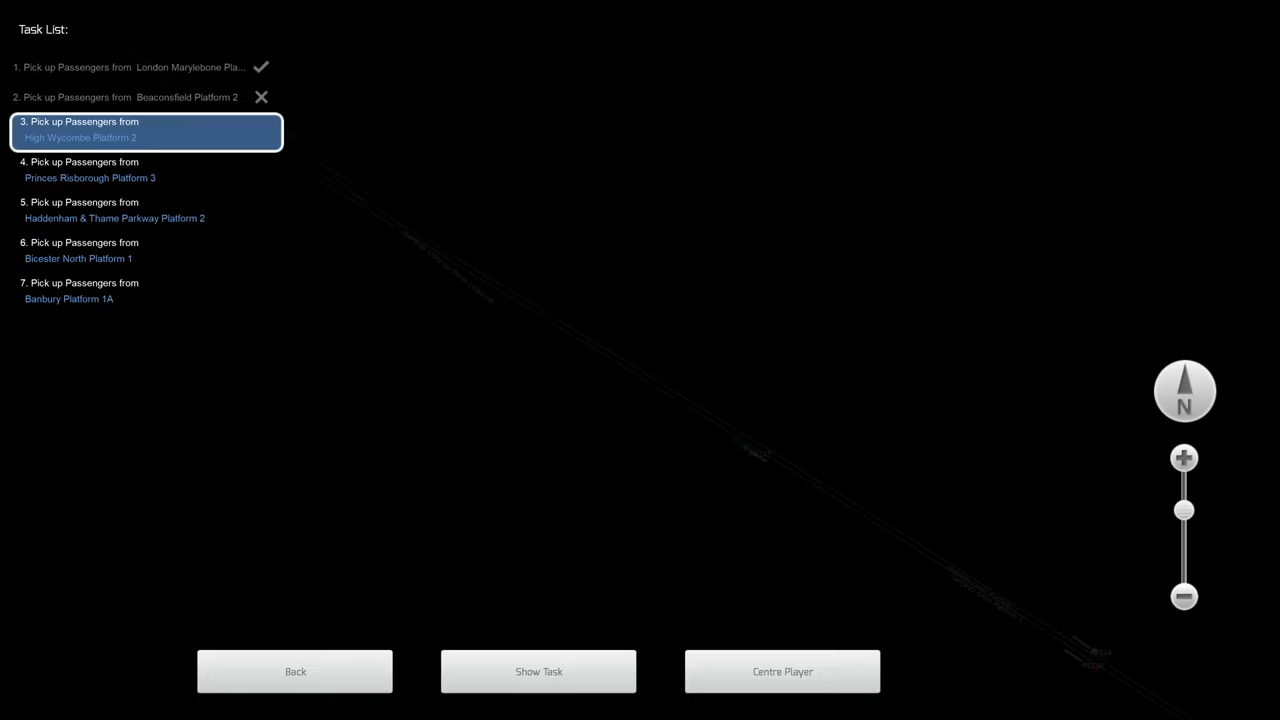 Task List:
1. Pick up Passengers from London Marylebone Pla...
2. Pick up Passengers from Beaconsfield Platform 2
3. Pick up Passengers from
High Wycombe Platform 2
4. Pick up Passengers from
Princes Risborough Platform 3
5. Pick up Passengers from
Haddenham & Thame Parkway Platform 2
6. Pick up Passengers from
Bicester North Platform 1
7. Pick up Passengers from
Banbury Platform 1A
N
Back
Show Task
Centre Player